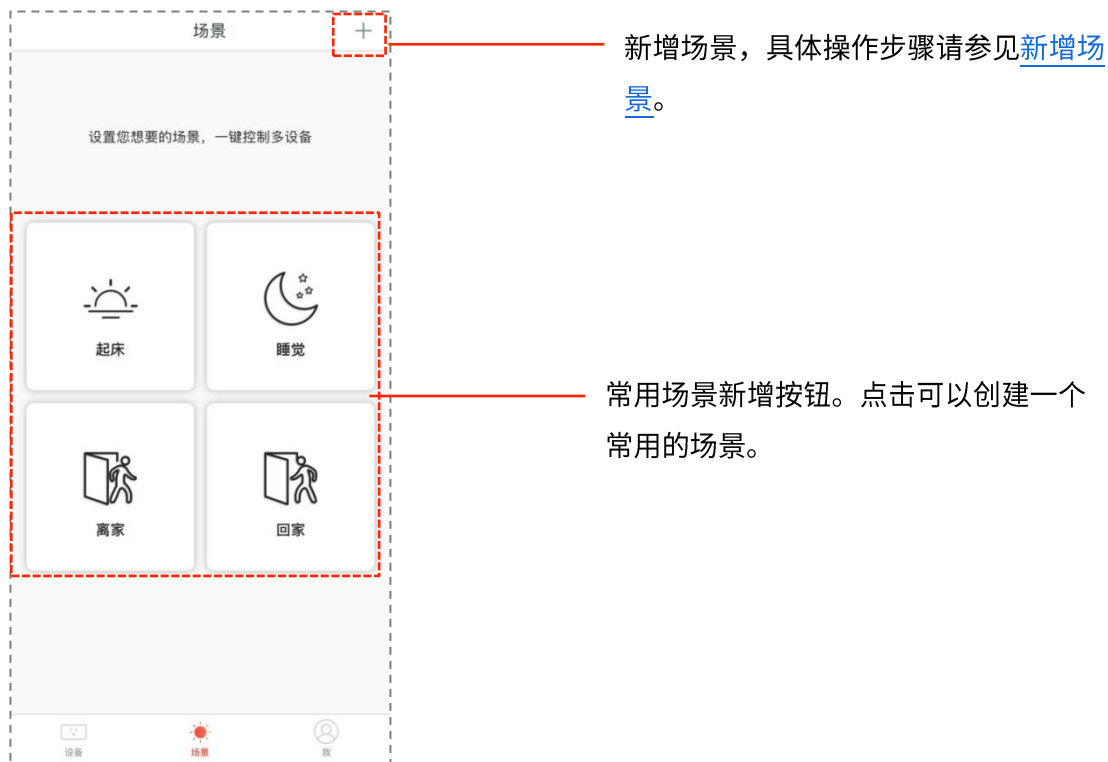 场景
新增场景，具体操作步骤请参见新增场
景。
设置您想要的场景，一键控制多设备
起床
睡觉
常用场景新增按钮。点击可以创建一个
常用的场景。
离家
回家
设备
场景
我